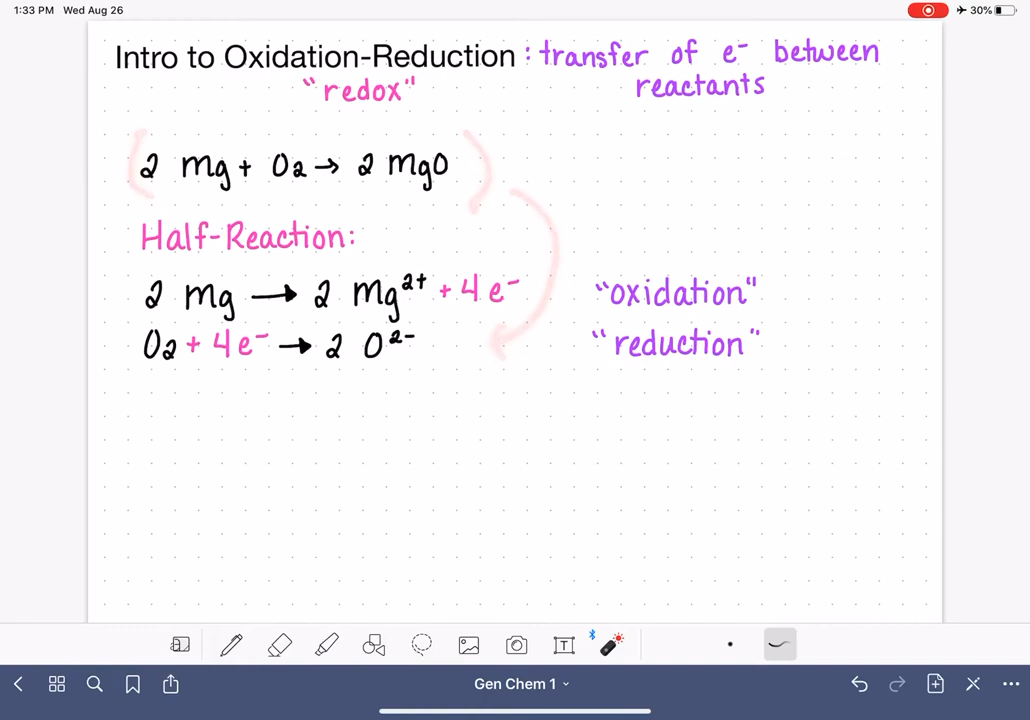 1:33 PM Wed Aug 26
30%
Intro to Oxidation-Reduction : transfer of e⁻ between
"redox" reactants
2 Mg + O₂ → 2 MgO
Half-Reaction:
2 Mg → 2 Mg²⁺ + 4 e⁻ "oxidation"
O₂ + 4 e⁻ → 2 O²⁻ "reduction"
T
Gen Chem 1